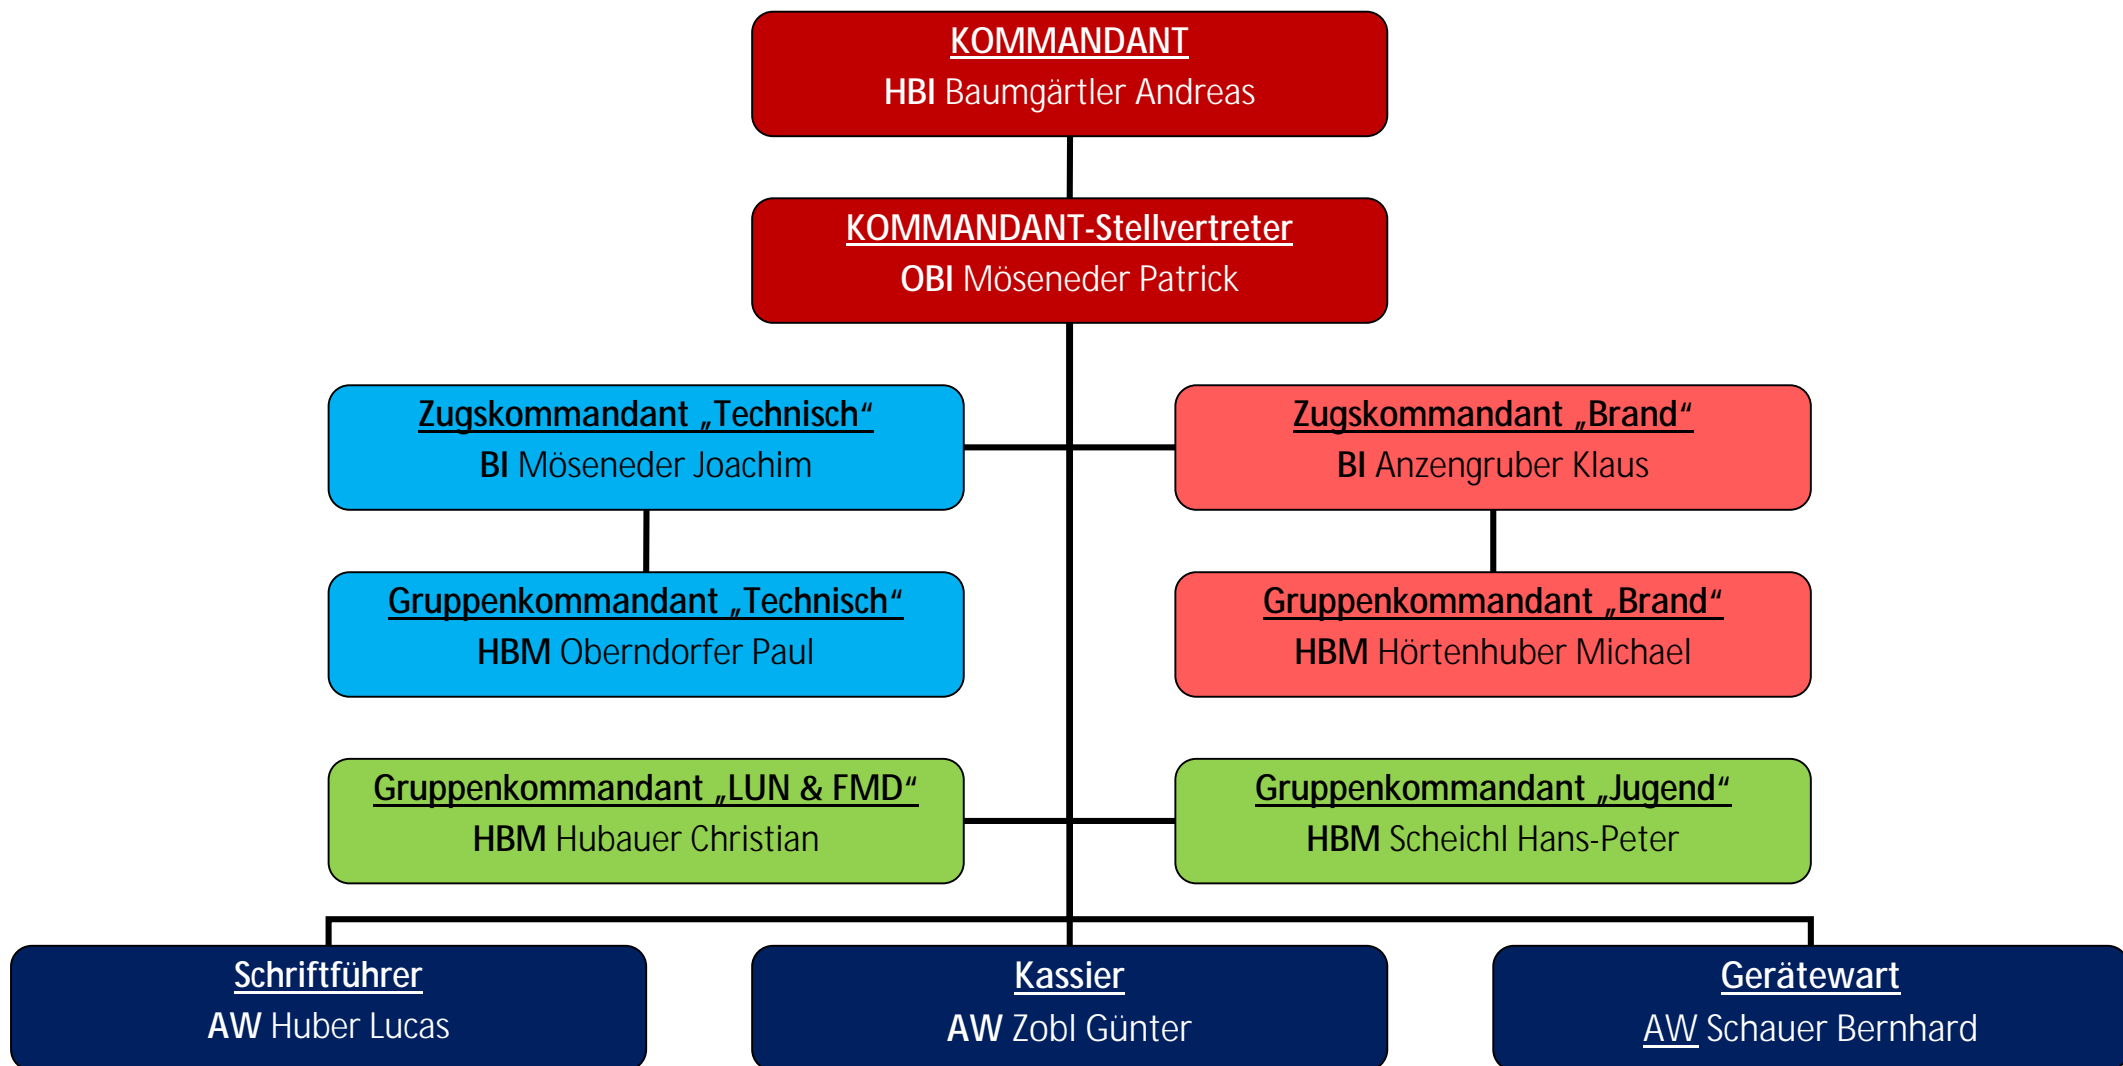 KOMMANDANT
HBI Baumgärtler Andreas
KOMMANDANT-Stellvertreter
OBI Möseneder Patrick
Zugskommandant „Technisch“
BI Möseneder Joachim
Zugskommandant „Brand“
BI Anzengruber Klaus
Gruppenkommandant „Technisch“
HBM Oberndorfer Paul
Gruppenkommandant „Brand“
HBM Hörtenhuber Michael
Gruppenkommandant „LUN & FMD“
HBM Hubauer Christian
Gruppenkommandant „Jugend“
HBM Scheichl Hans-Peter
Schriftführer
AW Huber Lucas
Kassier
AW Zobl Günter
Gerätewart
AW Schauer Bernhard